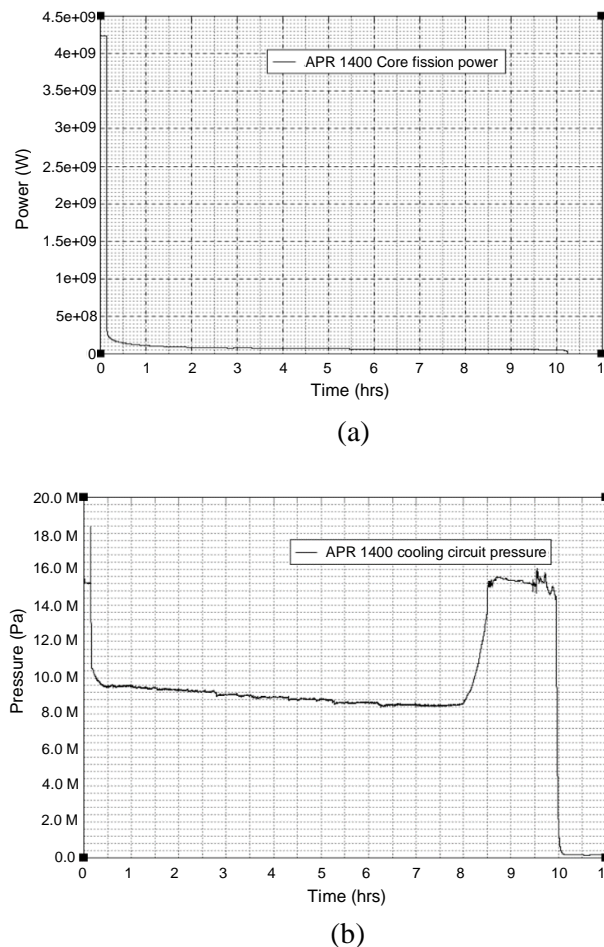 4.5e+09
4e+09
3.5e+09
3e+09
2.5e+09
2e+09
1.5e+09
1e+09
5e+08
0
Power (W)
APR 1400 Core fission power
0 1 2 3 4 5 6 7 8 9 10 1
Time (hrs)
(a)
20.0 M
18.0 M
16.0 M
14.0 M
12.0 M
10.0 M
8.0 M
6.0 M
4.0 M
2.0 M
0.0
Pressure (Pa)
APR 1400 cooling circuit pressure
0 1 2 3 4 5 6 7 8 9 10 1
Time (hrs)
(b)